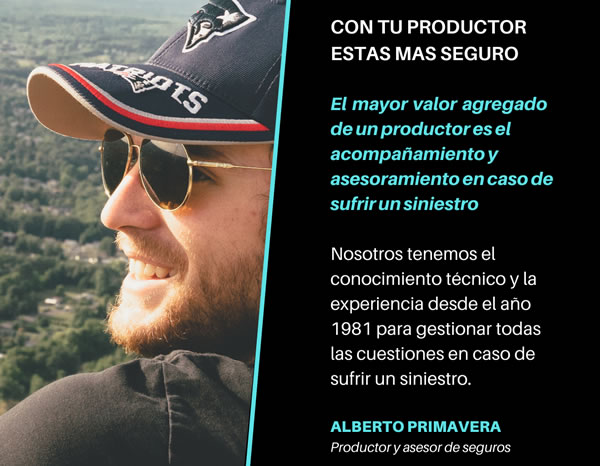 PATRIOTS
CON TU PRODUCTOR
ESTAS MAS SEGURO
El mayor valor agregado
de un productor es el
acompañamiento y
asesoramiento en caso de
sufrir un siniestro
Nosotros tenemos el
conocimiento técnico y la
experiencia desde el año
1981 para gestionar todas
las cuestiones en caso de
sufrir un siniestro.
ALBERTO PRIMAVERA
Productor y asesor de seguros